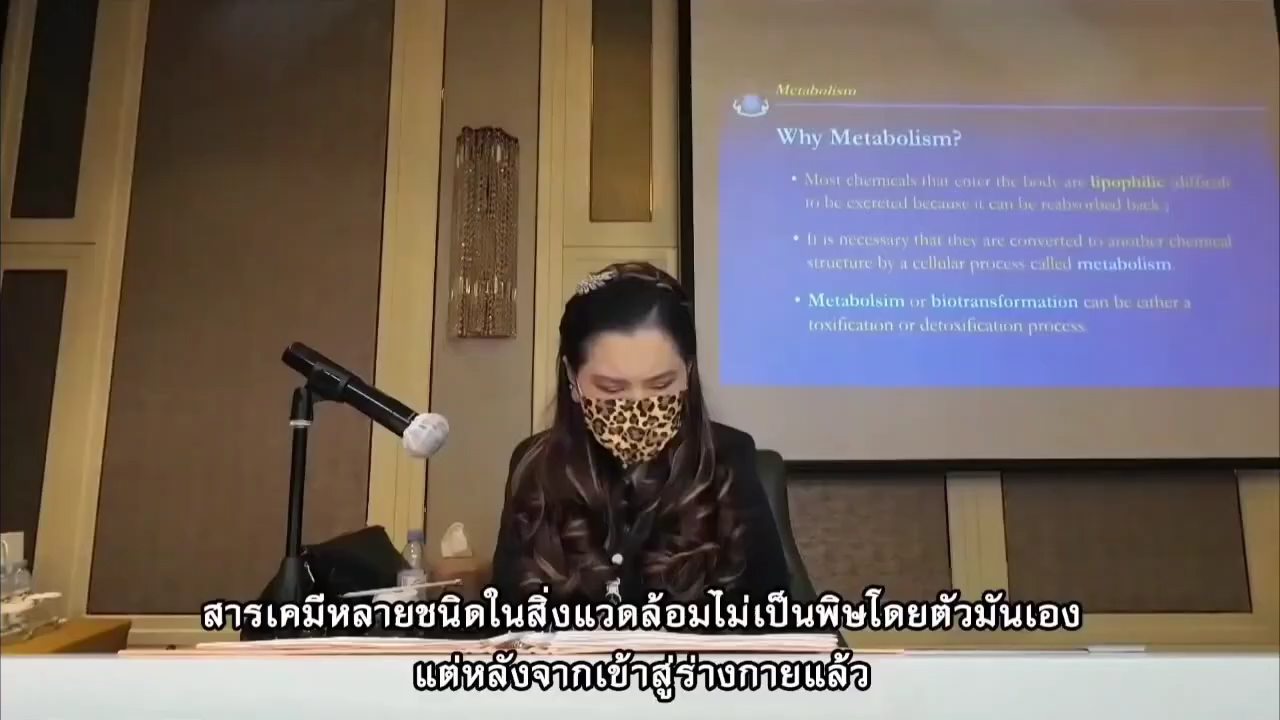 Metabolism
Why Metabolism?
• Most chemicals that enter the body are lipophilic (difficult
to be excreted because it can be reabsorbed back.)
• It is necessary that they are converted to another chemical
structure by a cellular process called metabolism.
• Metabolsim or biotransformation can be either a
toxification or detoxification process.
สารเคมีหลายชนิดในสิ่งแวดล้อมไม่เป็นพิษโดยตัวมันเอง
แต่หลังจากเข้าสู่ร่างกายแล้ว